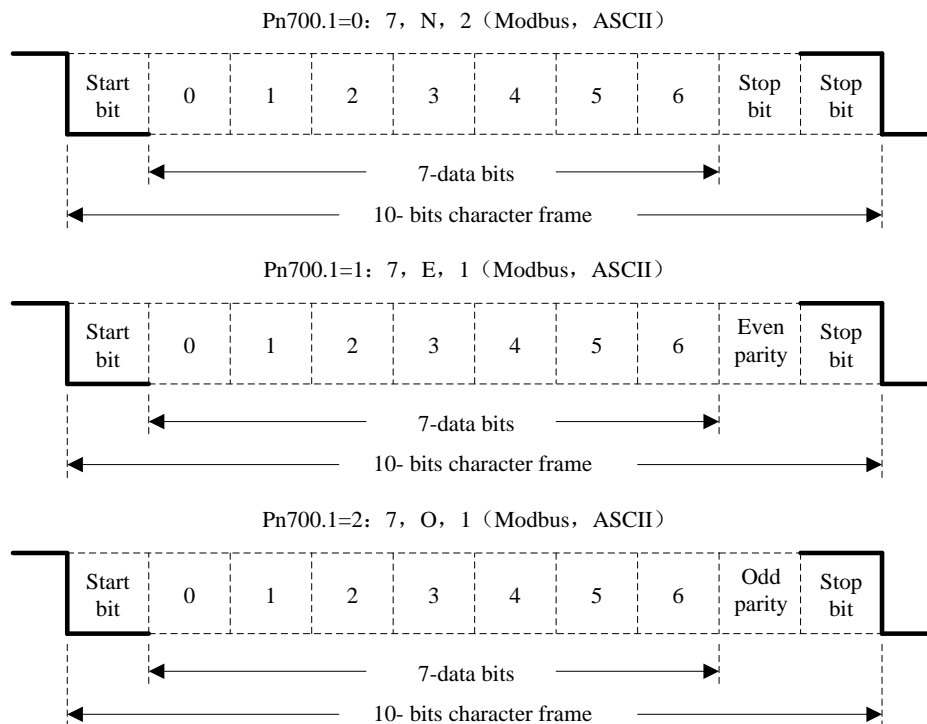 Pn700.1=0：7，N，2（Modbus，ASCII）
Start bit 0 1 2 3 4 5 6 Stop bit Stop bit
7-data bits
10- bits character frame
Pn700.1=1：7，E，1（Modbus，ASCII）
Start bit 0 1 2 3 4 5 6 Even parity Stop bit
7-data bits
10- bits character frame
Pn700.1=2：7，O，1（Modbus，ASCII）
Start bit 0 1 2 3 4 5 6 Odd parity Stop bit
7-data bits
10- bits character frame